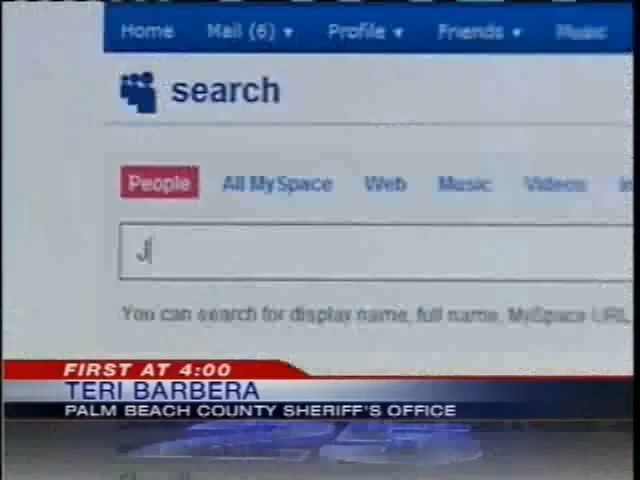 Home Mail (6) Profile Friends Music
search
People All MySpace Web Music Videos
J
You can search for display name, full name, MySpace URL
FIRST AT 4:00
TERI BARBERA
PALM BEACH COUNTY SHERIFF'S OFFICE